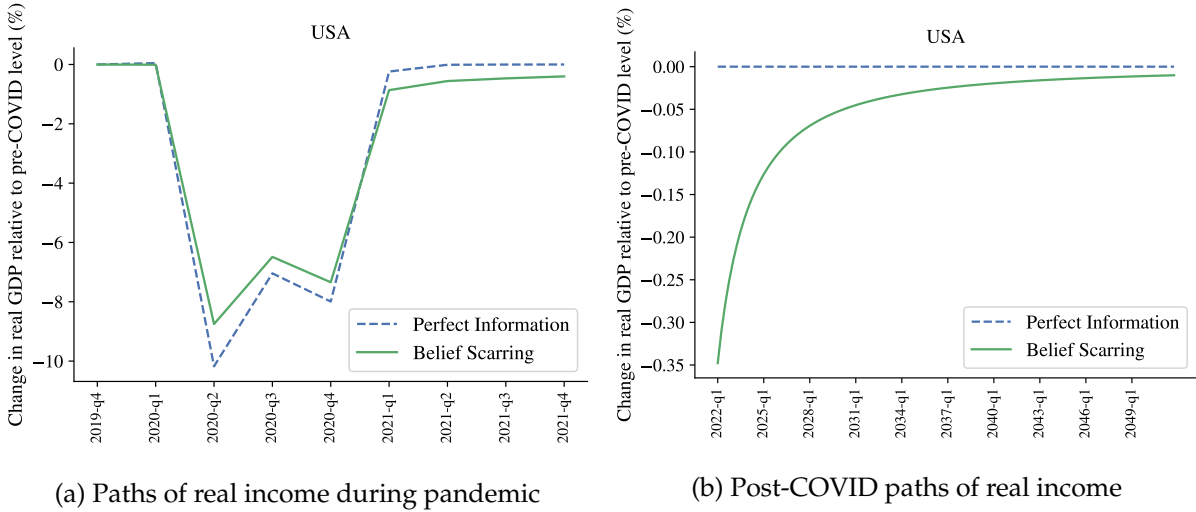 USA
Change in real GDP relative to pre-COVID level (%)
0
−2
−4
−6
−8
−10
Perfect Information
Belief Scarring
2019-q4
2020-q1
2020-q2
2020-q3
2020-q4
2021-q1
2021-q2
2021-q3
2021-q4
(a) Paths of real income during pandemic
USA
Change in real GDP relative to pre-COVID level (%)
0.00
−0.05
−0.10
−0.15
−0.20
−0.25
−0.30
−0.35
Perfect Information
Belief Scarring
2022-q1
2025-q1
2028-q1
2031-q1
2034-q1
2037-q1
2040-q1
2043-q1
2046-q1
2049-q1
(b) Post-COVID paths of real income